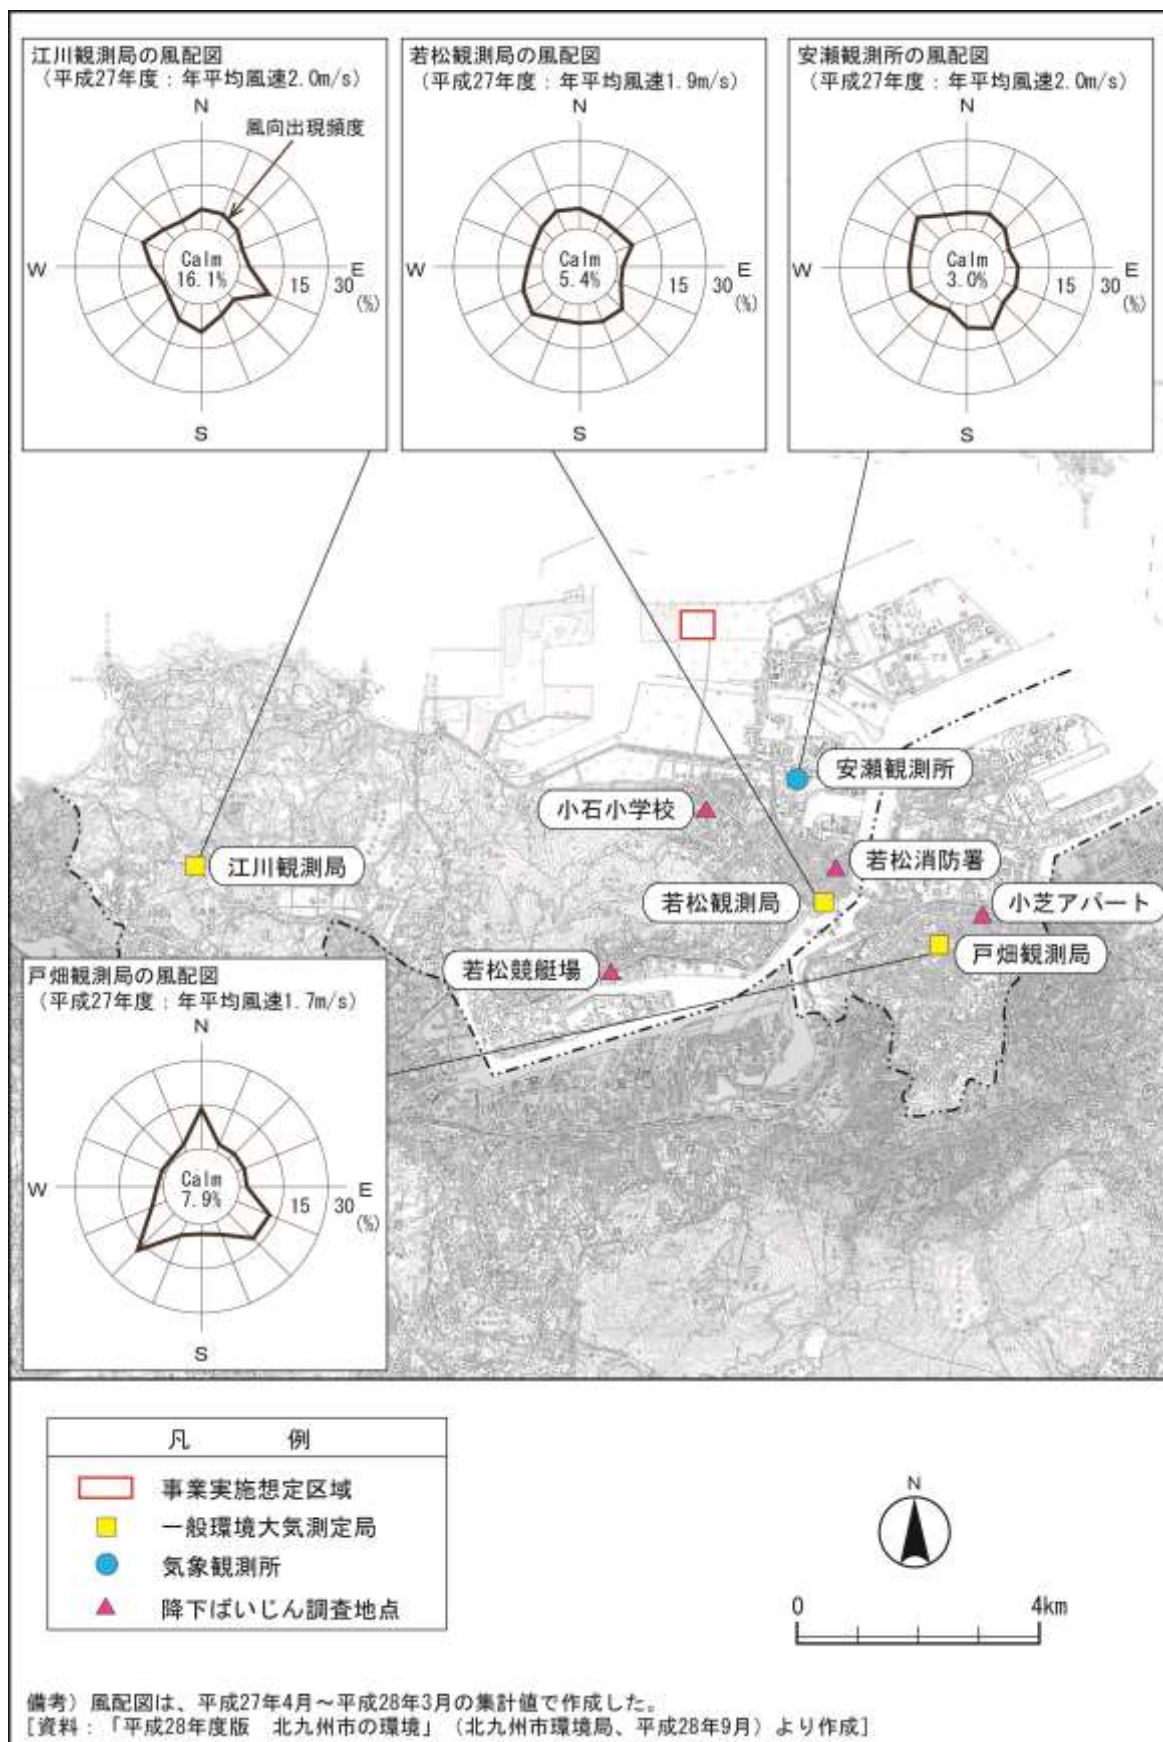 江川観測局の風配図
(平成27年度：年平均風速2.0m/s)
N
風向出現頻度
W
Calm
16.1%
15
30
E
(%)
S
若松観測局の風配図
(平成27年度：年平均風速1.9m/s)
N
W
Calm
5.4%
15
30
E
(%)
S
安瀬観測所の風配図
(平成27年度：年平均風速2.0m/s)
N
W
Calm
3.0%
15
30
E
(%)
S
安瀬観測所
小石小学校
江川観測局
若松消防署
若松観測局
小芝アパート
戸畑観測局
若松競艇場
戸畑観測局の風配図
(平成27年度：年平均風速1.7m/s)
N
W
Calm
7.9%
15
30
E
(%)
S
凡　例
事業実施想定区域
一般環境大気測定局
気象観測所
降下ばいじん調査地点
N
0
4km
備考）風配図は、平成27年4月～平成28年3月の集計値で作成した。
[資料：「平成28年度版　北九州市の環境」（北九州市環境局、平成28年9月）より作成]